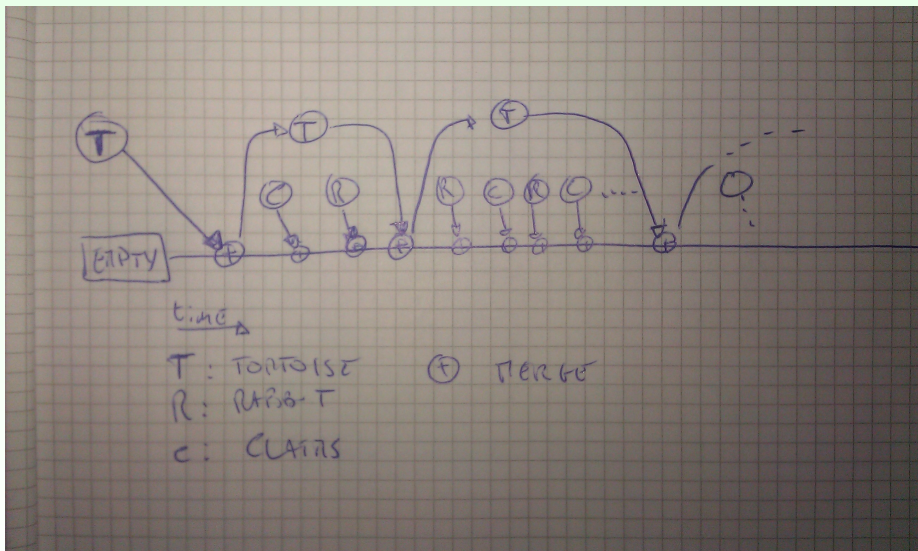 T
T
T
C
R
R
C
R
C
EMPTY
time
T: TORTOISE
+ MERGE
R: RABBIT
C: CLAIMS